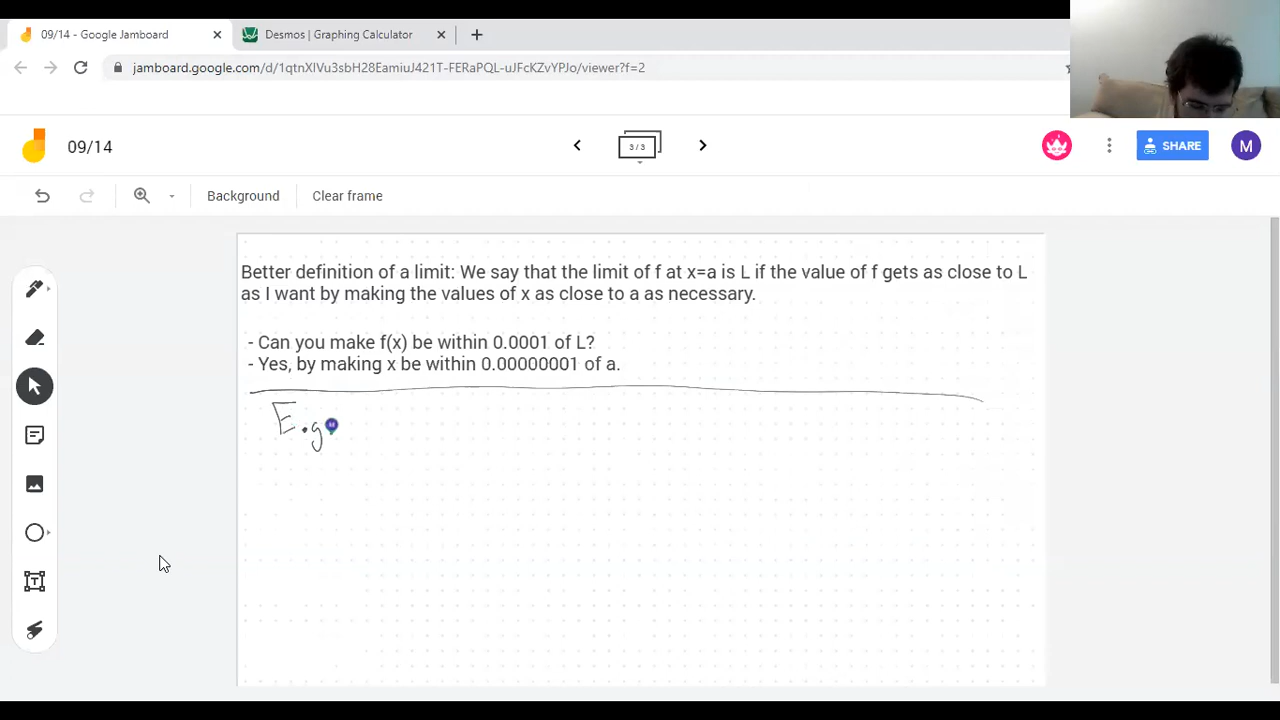 09/14 - Google Jamboard
Desmos | Graphing Calculator
jamboard.google.com/d/1qtnXIVu3sbH28EamiuJ421T-FERaPQL-uJFcKZvYPJo/viewer?f=2
09/14
3 / 3
SHARE
M
Background
Clear frame
Better definition of a limit: We say that the limit of f at x=a is L if the value of f gets as close to L
as I want by making the values of x as close to a as necessary.
- Can you make f(x) be within 0.0001 of L?
- Yes, by making x be within 0.00000001 of a.
E.g